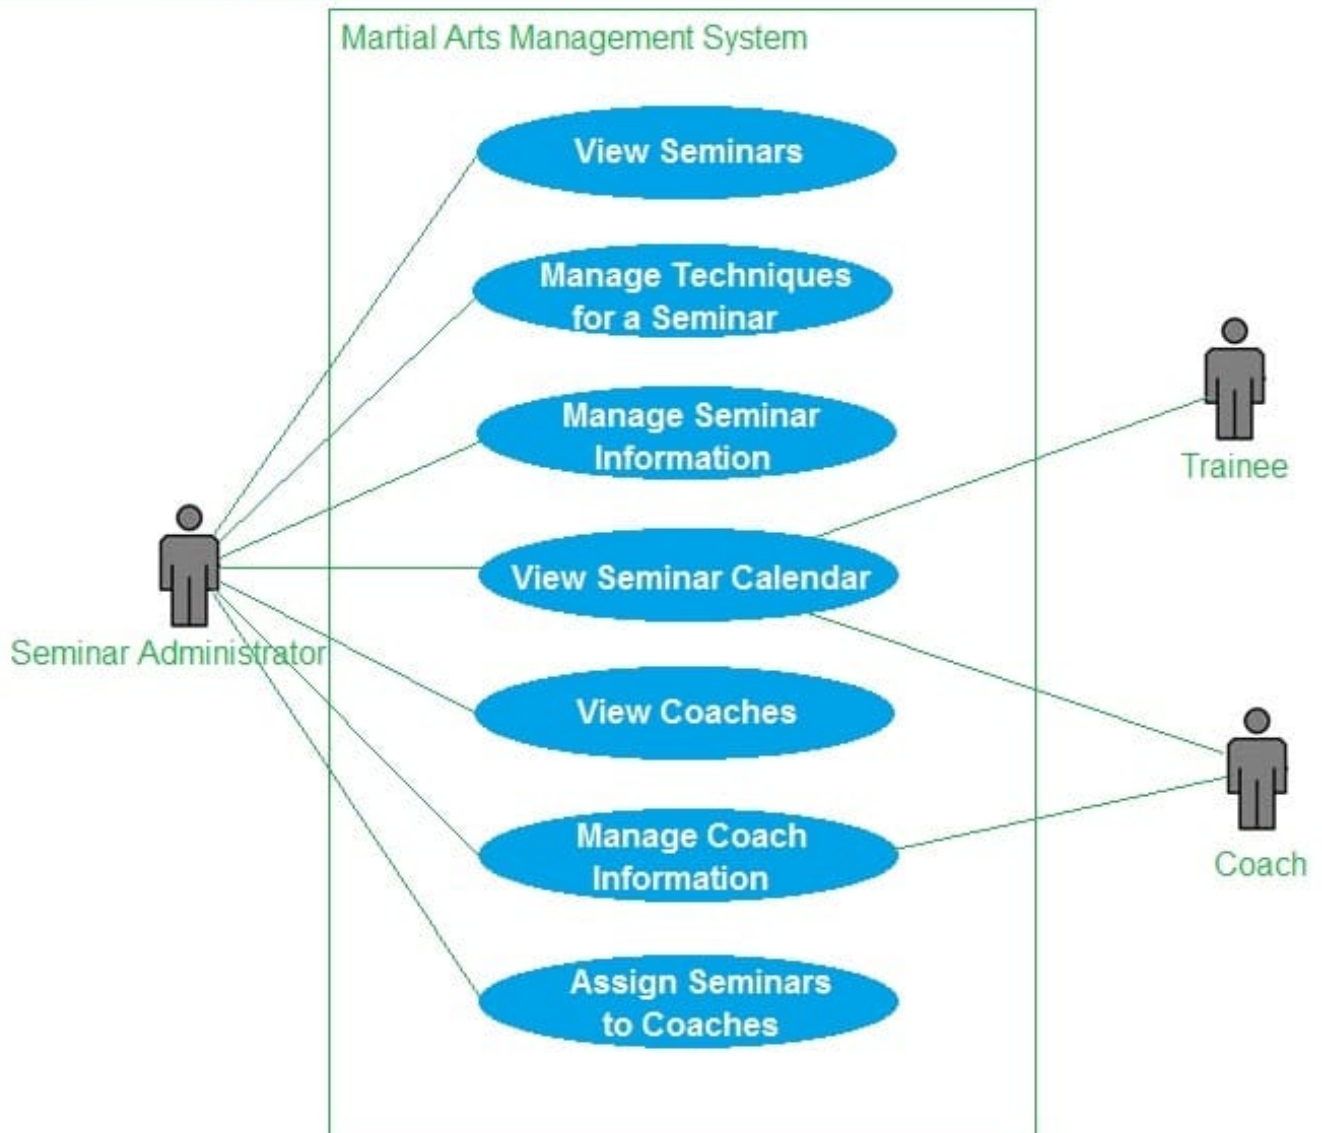 Martial Arts Management System
View Seminars
Manage Techniques
for a Seminar
Manage Seminar
Information
Trainee
View Seminar Calendar
Seminar Administrator
View Coaches
Manage Coach
Information
Coach
Assign Seminars
to Coaches